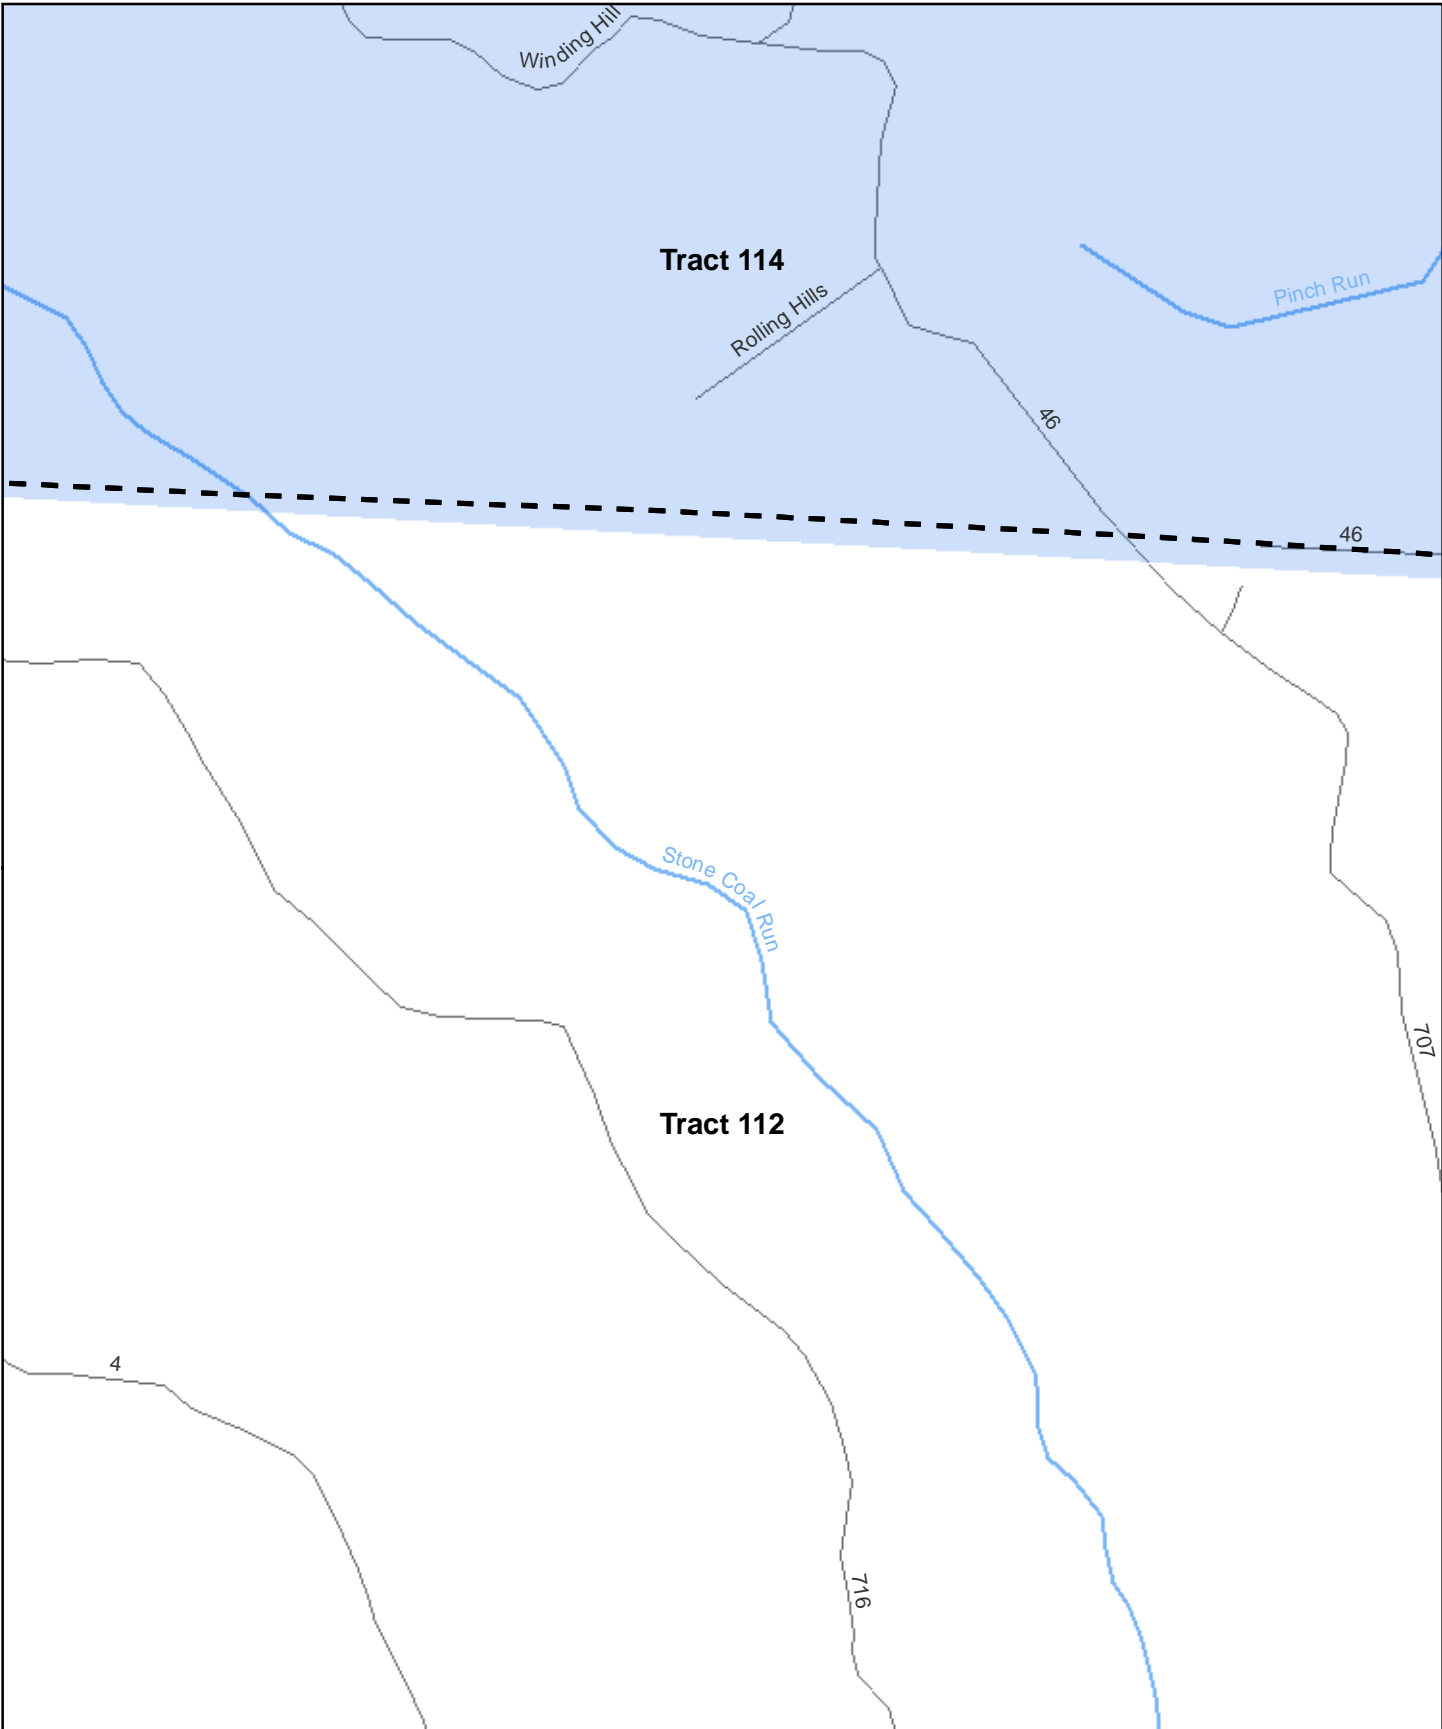 Winding Hill
Tract 114
Pinch Run
Rolling Hills
46
46
Stone Coal Run
707
Tract 112
4
716